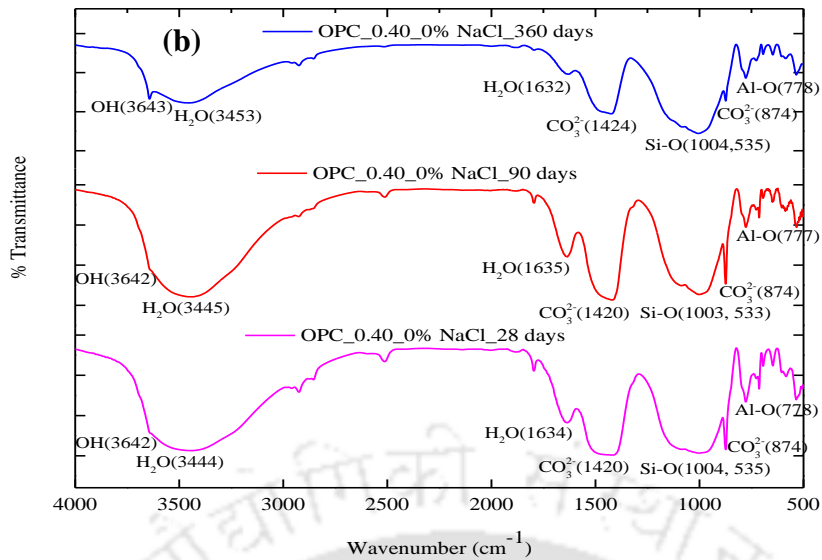 (b)
OPC_0.40_0% NaCl_360 days
OH(3643)
H₂O(3453)
H₂O(1632)
CO₃²⁻(1424)
Si-O(1004,535)
CO₃²⁻(874)
Al-O(778)
OPC_0.40_0% NaCl_90 days
OH(3642)
H₂O(3445)
H₂O(1635)
CO₃²⁻(1420)
Si-O(1003, 533)
CO₃²⁻(874)
Al-O(777)
OPC_0.40_0% NaCl_28 days
OH(3642)
H₂O(3444)
H₂O(1634)
CO₃²⁻(1420)
Si-O(1004, 535)
CO₃²⁻(874)
Al-O(778)
% Transmittance
4000 3500 3000 2500 2000 1500 1000 500
Wavenumber (cm⁻¹)